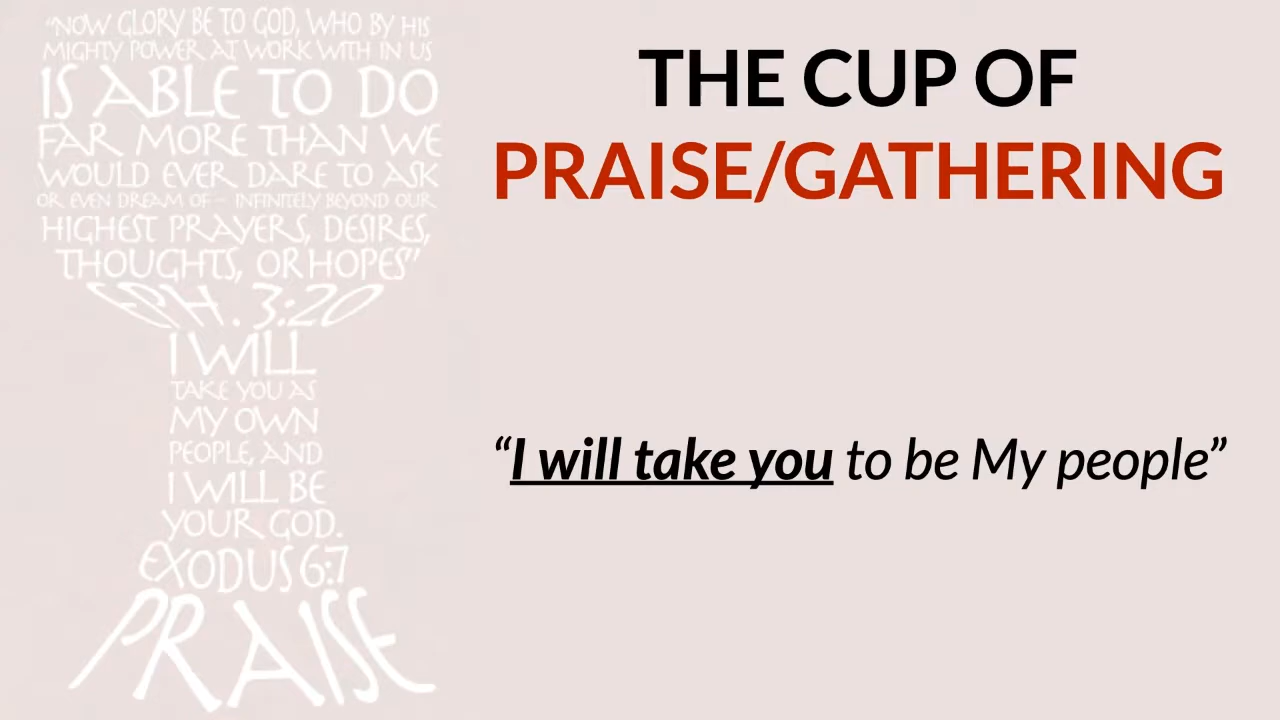 “NOW GLORY BE TO GOD, WHO BY HIS
MIGHTY POWER AT WORK WITH IN US
IS ABLE TO DO
FAR MORE THAN WE
WOULD EVER DARE TO ASK
OR EVEN DREAM OF – INFINITELY BEYOND OUR
HIGHEST PRAYERS, DESIRES,
THOUGHTS, OR HOPES”
EPH. 3:20
I WILL
TAKE YOU AS
MY OWN
PEOPLE, AND
I WILL BE
YOUR GOD.
EXODUS 6:7
PRAISE
THE CUP OF
PRAISE/GATHERING
“I will take you to be My people”